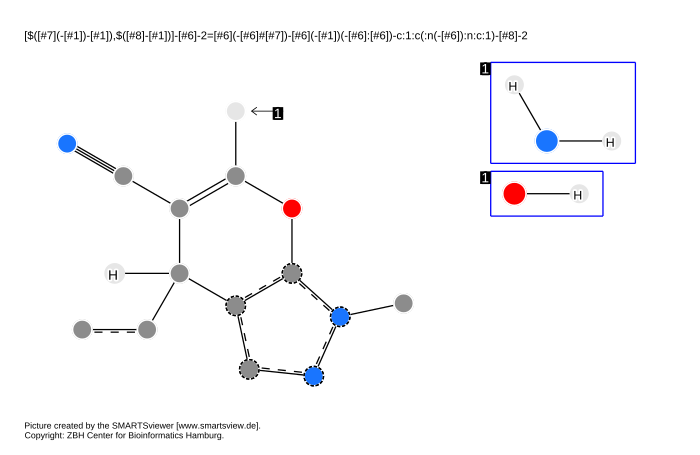 [$([#7](-[#1])-[#1]),$([#8]-[#1])]-[#6]-2=[#6](-[#6]#[#7])-[#6](-[#1])(-[#6]:[#6])-c:1:c(:n(-[#6]):n:c:1)-[#8]-2
1
H
H
1
1
H
H
Picture created by the SMARTSviewer [www.smartsview.de].
Copyright: ZBH Center for Bioinformatics Hamburg.